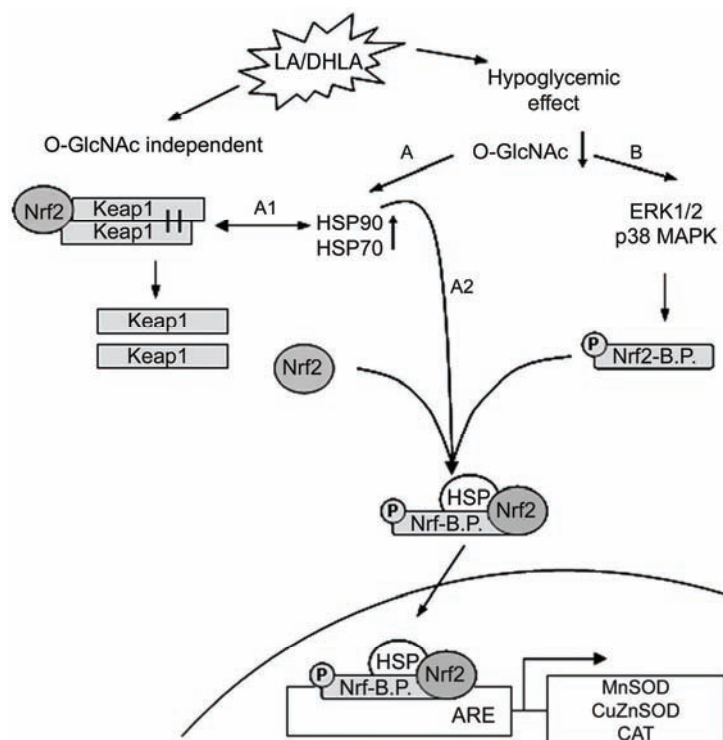 LA/DHLA
Hypoglycemic
effect
O-GlcNAc independent
A
O-GlcNAc
B
Nrf2
Keap1
Keap1
A1
HSP90
HSP70
ERK1/2
p38 MAPK
A2
Keap1
Keap1
Nrf2
P
Nrf2-B.P.
HSP
P
Nrf-B.P.
Nrf2
HSP
P
Nrf-B.P.
Nrf2
ARE
MnSOD
CuZnSOD
CAT